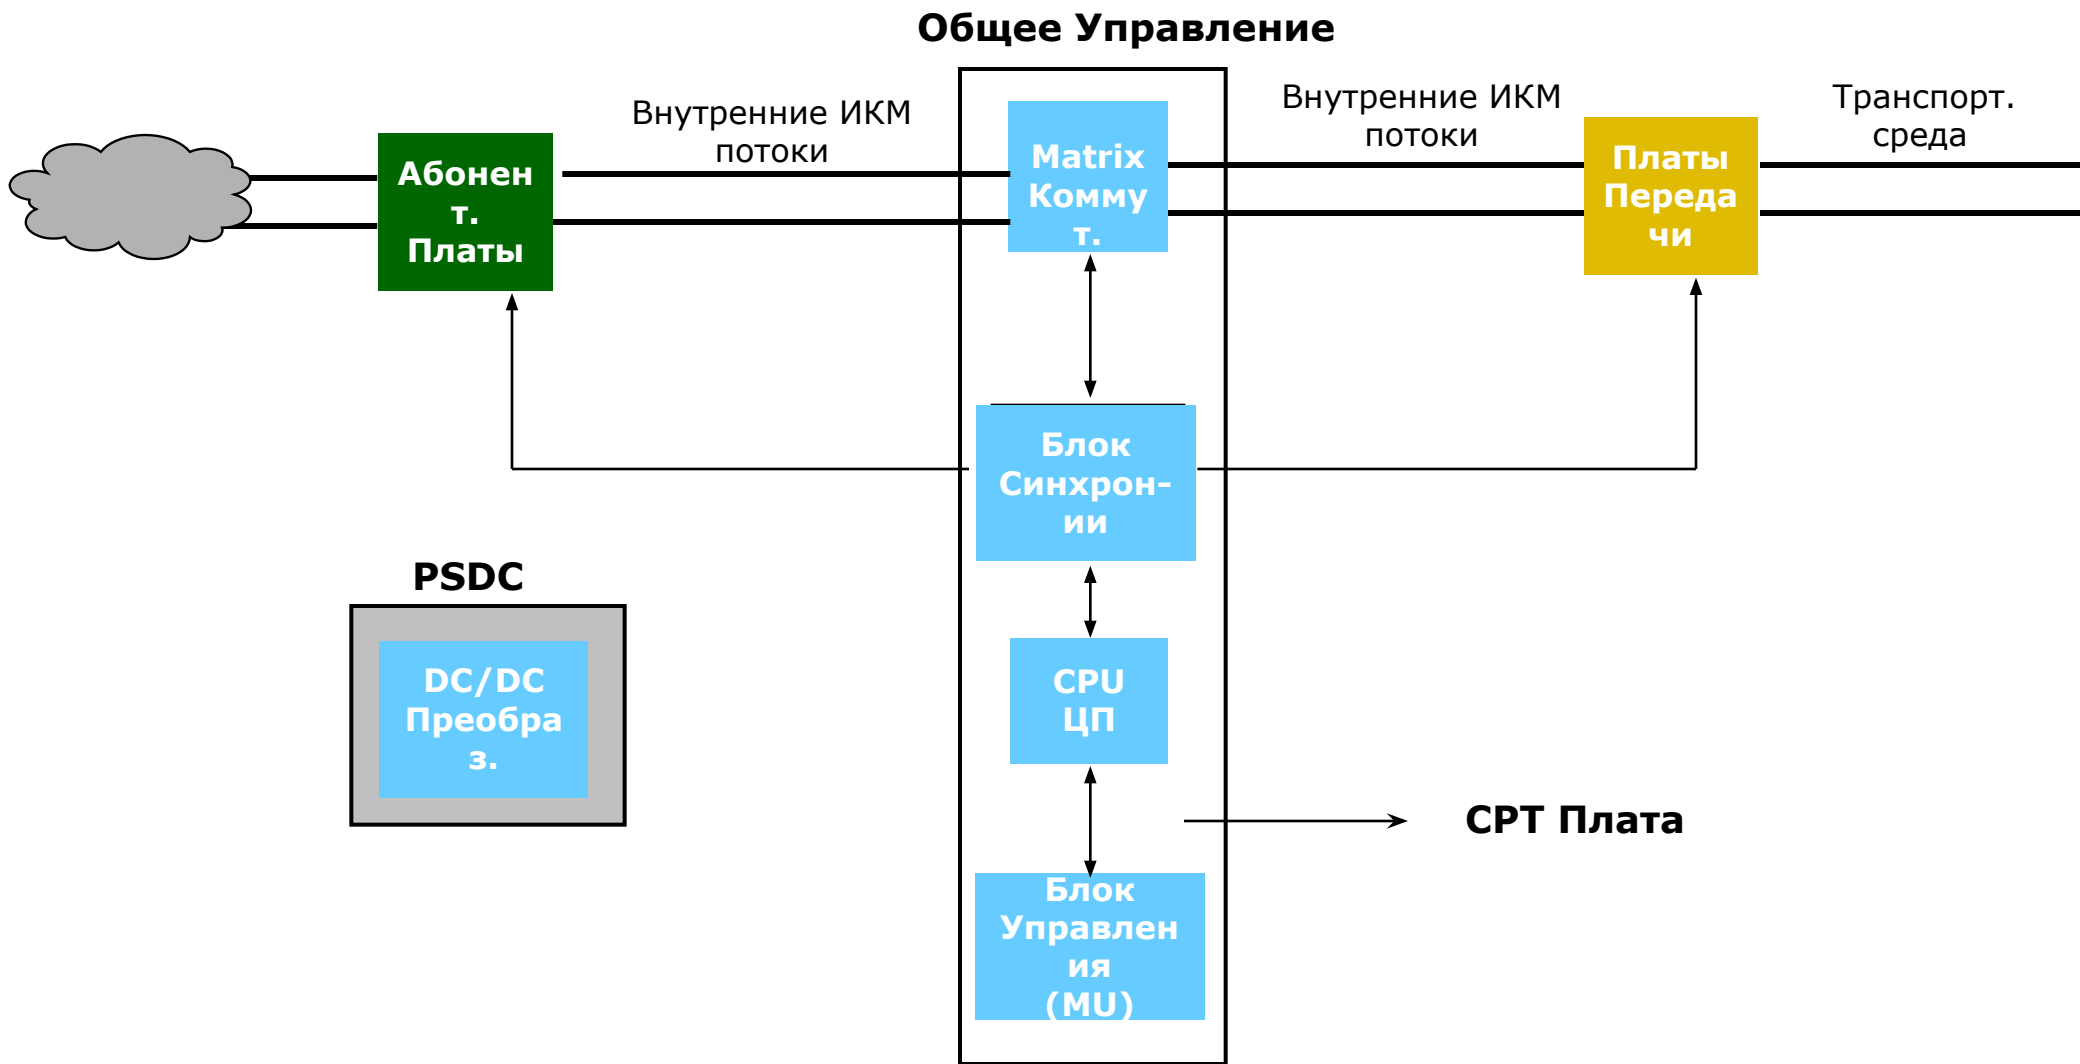 Общее Управление
Внутренние ИКМ
потоки
Внутренние ИКМ
потоки
Транспорт.
среда
Абонен
т.
Платы
Matrix
Комму
т.
Платы
Переда
чи
Блок
Синхрон-
ии
PSDC
DC/DC
Преобра
з.
CPU
ЦП
CPT Плата
Блок
Управлен
ия
(MU)